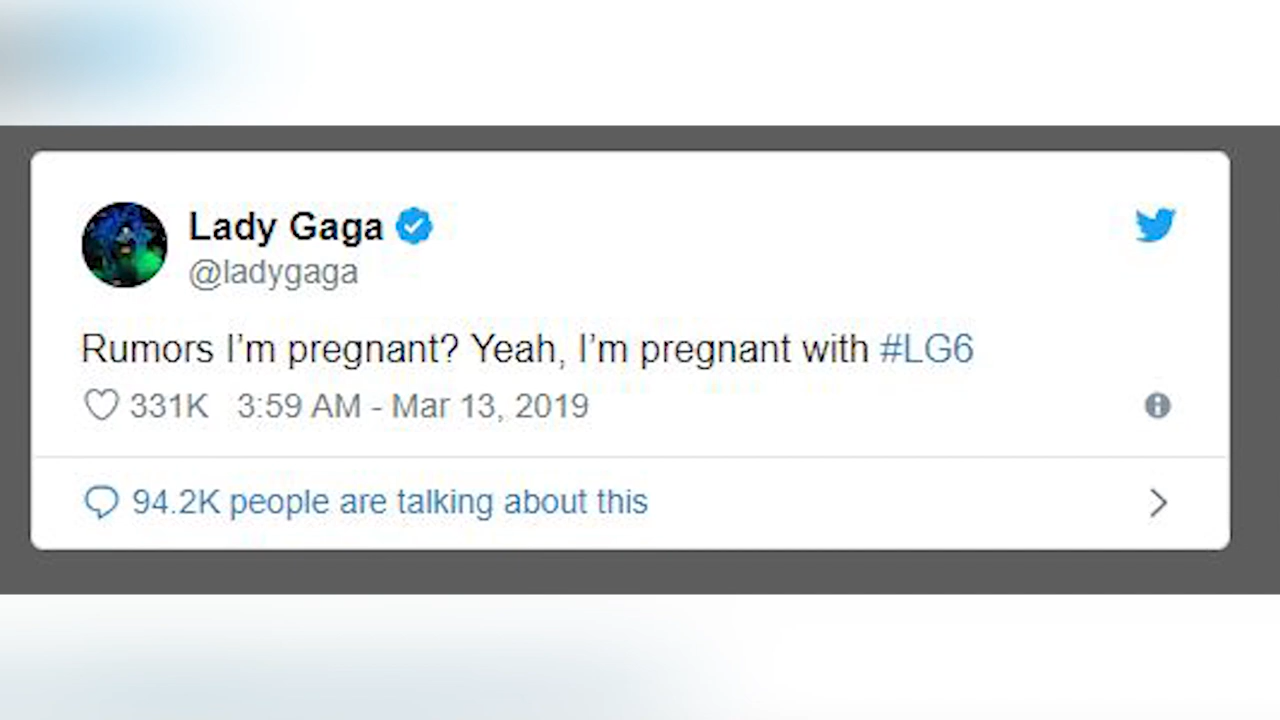 Lady Gaga
@ladygaga
Rumors I’m pregnant? Yeah, I’m pregnant with #LG6
331K 3:59 AM - Mar 13, 2019
94.2K people are talking about this